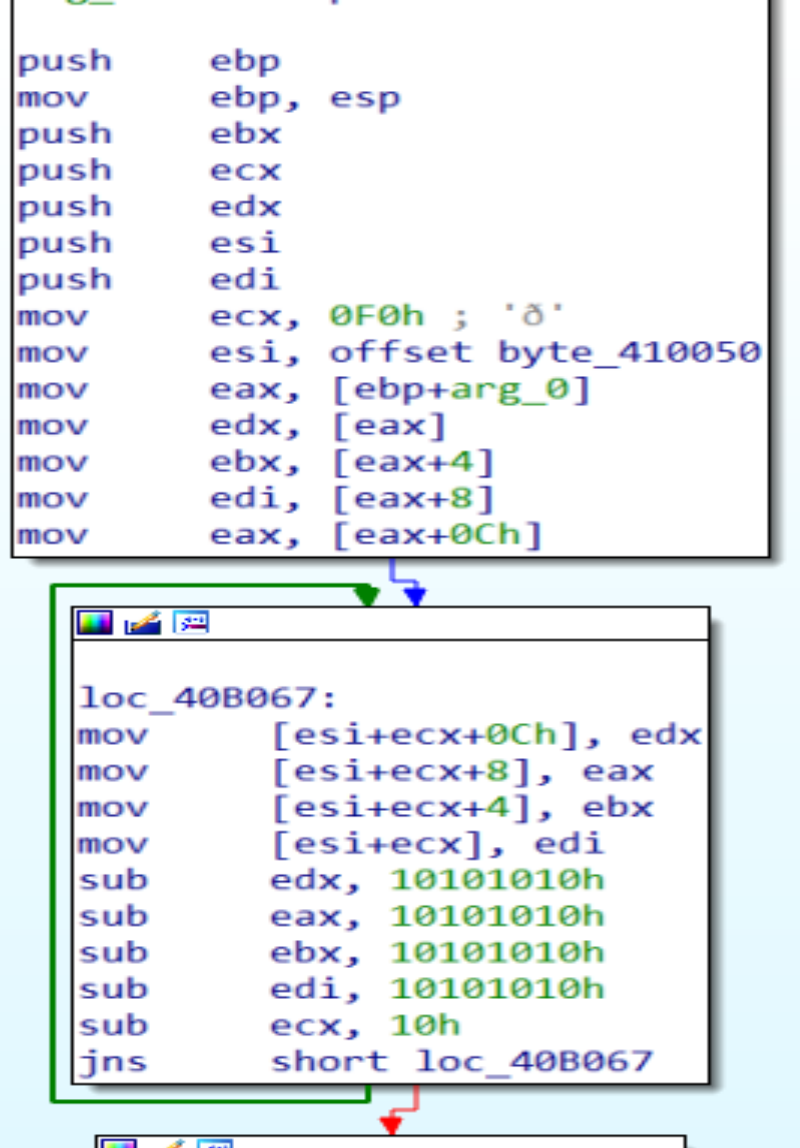 push ebp
mov ebp, esp
push ebx
push ecx
push edx
push esi
push edi
mov ecx, 0F0h ; 'ð'
mov esi, offset byte_410050
mov eax, [ebp+arg_0]
mov edx, [eax]
mov ebx, [eax+4]
mov edi, [eax+8]
mov eax, [eax+0Ch]
loc_40B067:
mov [esi+ecx+0Ch], edx
mov [esi+ecx+8], eax
mov [esi+ecx+4], ebx
mov [esi+ecx], edi
sub edx, 10101010h
sub eax, 10101010h
sub ebx, 10101010h
sub edi, 10101010h
sub ecx, 10h
jns short loc_40B067